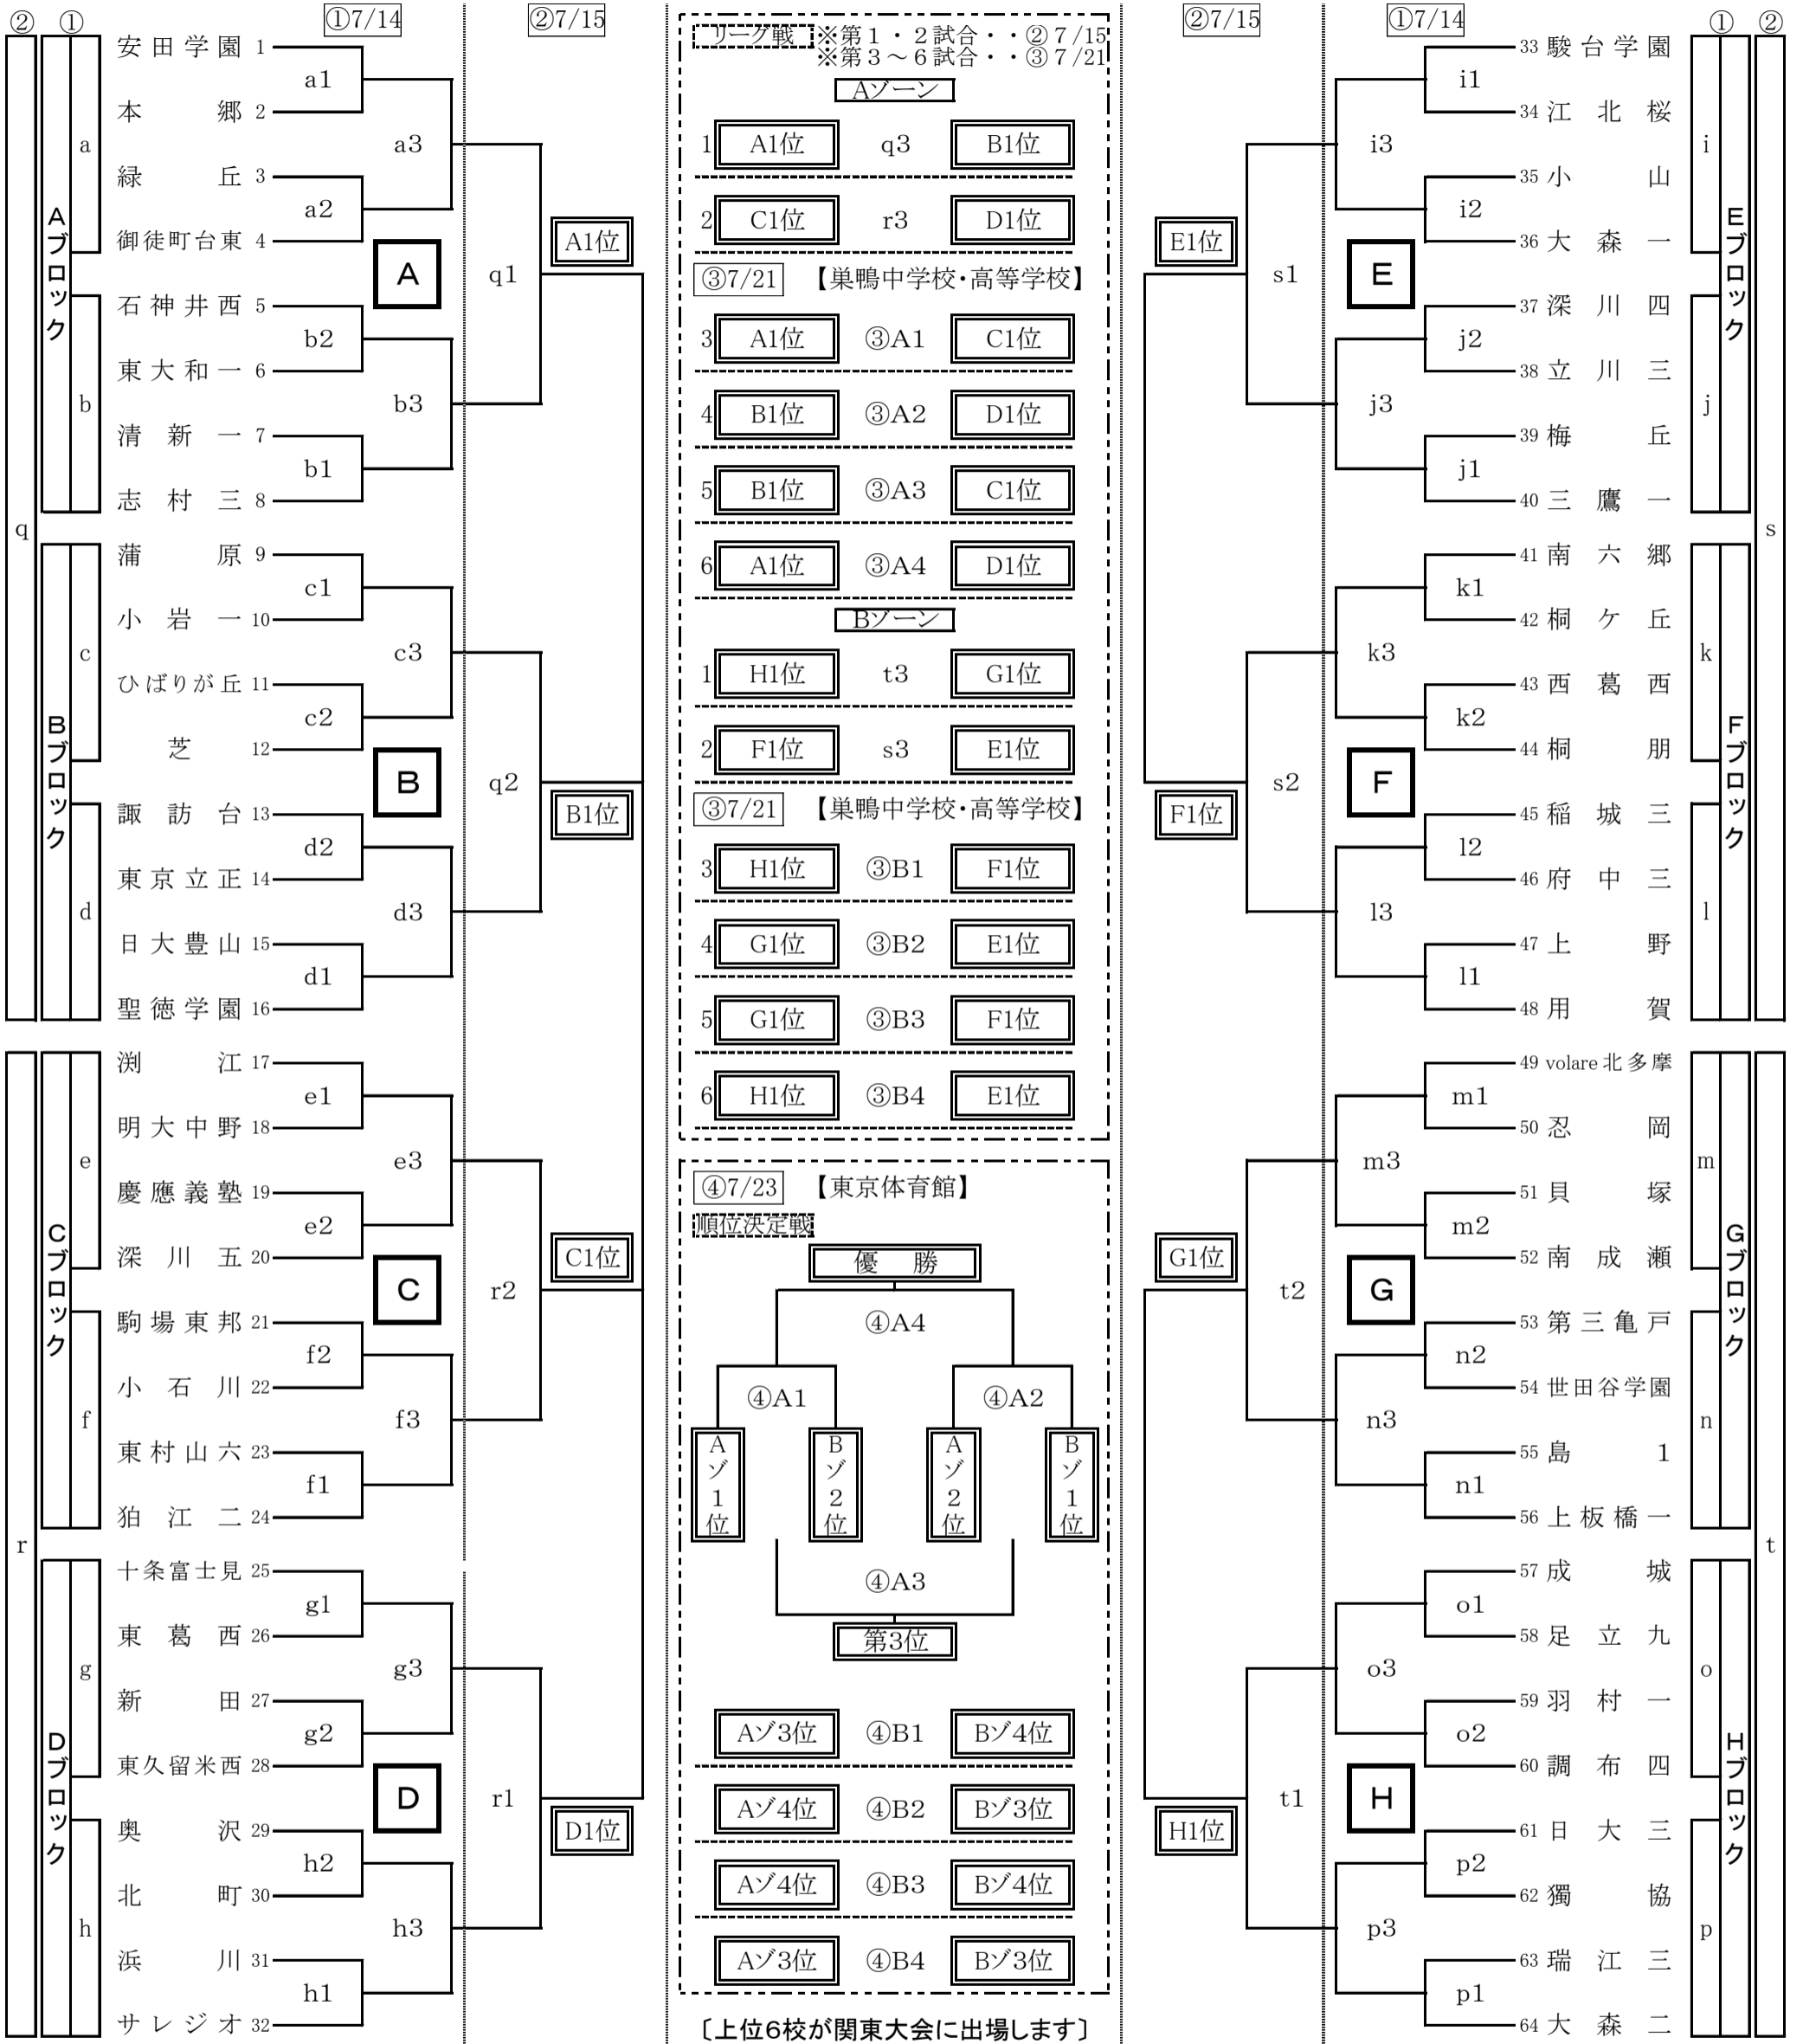 ② ① ①7/14 ②7/15
q
r
Aブロック
Bブロック
Cブロック
Dブロック
a
b
c
d
e
f
g
h
安田学園 1
a1
本郷 2
a3
緑丘 3
a2
御徒町台東 4
A
q1
A1位
石神井西 5
b2
東大和一 6
b3
清新一 7
b1
志村三 8
蒲原 9
c1
小岩一 10
c3
ひばりが丘 11
c2
芝 12
B
q2
B1位
諏訪台 13
d2
東京立正 14
d3
日大豊山 15
d1
聖徳学園 16
渕江 17
e1
明大中野 18
e3
慶應義塾 19
e2
深川五 20
C
r2
C1位
駒場東邦 21
f2
小石川 22
f3
東村山六 23
f1
狛江二 24
十条富士見 25
g1
東葛西 26
g3
新田 27
g2
東久留米西 28
D
r1
D1位
奥沢 29
h2
北町 30
h3
浜川 31
h1
サレジオ 32
リーグ戦 ※第1・2試合・・②7/15
※第3～6試合・・③7/21
Aゾーン
1 A1位 q3 B1位
2 C1位 r3 D1位
③7/21 【巣鴨中学校・高等学校】
3 A1位 ③A1 C1位
4 B1位 ③A2 D1位
5 B1位 ③A3 C1位
6 A1位 ③A4 D1位
Bゾーン
1 H1位 t3 G1位
2 F1位 s3 E1位
③7/21 【巣鴨中学校・高等学校】
3 H1位 ③B1 F1位
4 G1位 ③B2 E1位
5 G1位 ③B3 F1位
6 H1位 ③B4 E1位
④7/23 【東京体育館】
順位決定戦
優勝
④A4
④A1 ④A2
Aゾ1位 Bゾ2位 Aゾ2位 Bゾ1位
④A3
第3位
Aゾ3位 ④B1 Bゾ4位
Aゾ4位 ④B2 Bゾ3位
Aゾ4位 ④B3 Bゾ4位
Aゾ3位 ④B4 Bゾ3位
〔上位6校が関東大会に出場します〕
②7/15 ①7/14 ① ②
33 駿台学園
i1
34 江北桜
i3
35 小山
i2
36 大森一
E
s1
E1位
37 深川四
j2
38 立川三
j3
39 梅丘
j1
40 三鷹一
41 南六郷
k1
42 桐ケ丘
k3
43 西葛西
k2
44 桐朋
F
s2
F1位
45 稲城三
l2
46 府中三
l3
47 上野
l1
48 用賀
49 volare北多摩
m1
50 忍岡
m3
51 貝塚
m2
52 南成瀬
G
t2
G1位
53 第三亀戸
n2
54 世田谷学園
n3
55 島1
n1
56 上板橋一
57 成城
o1
58 足立九
o3
59 羽村一
o2
60 調布四
H
t1
H1位
61 日大三
p2
62 獨協
p3
63 瑞江三
p1
64 大森二
i
j
k
l
m
n
o
p
Eブロック
Fブロック
Gブロック
Hブロック
s
t